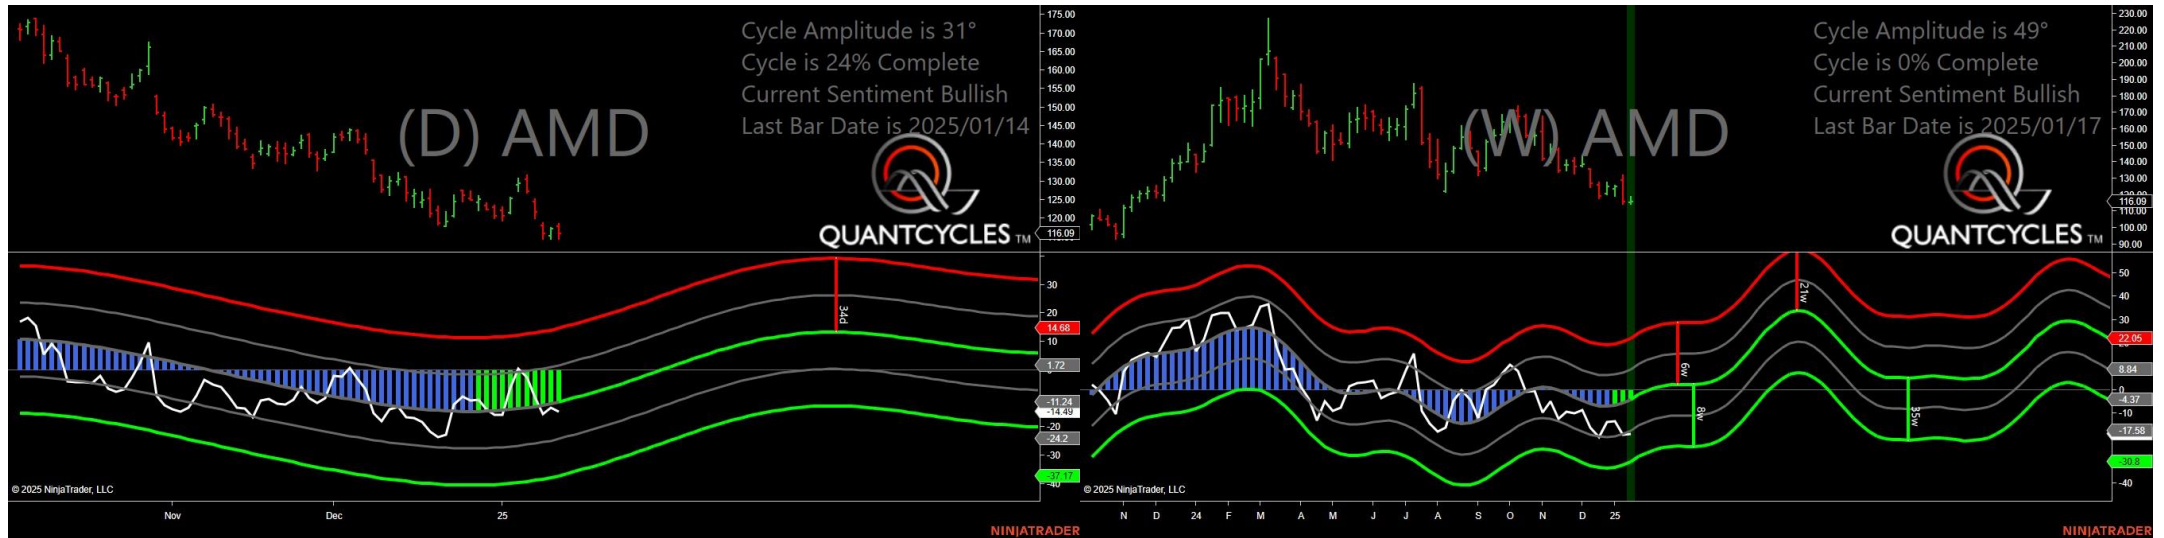 Cycle Amplitude is 31°
Cycle is 24% Complete
Current Sentiment Bullish
Last Bar Date is 2025/01/14
(D) AMD
QUANTCYCLES TM
175.00
170.00
165.00
160.00
155.00
150.00
145.00
140.00
135.00
130.00
125.00
120.00
116.09
34d
30
20
14.68
10
1.72
-11.24
-14.49
-20
-24.2
-30
-37.17
-40
© 2025 NinjaTrader, LLC
Nov Dec 25
NINJATRADER
Cycle Amplitude is 49°
Cycle is 0% Complete
Current Sentiment Bullish
Last Bar Date is 2025/01/17
(W) AMD
QUANTCYCLES TM
230.00
220.00
210.00
200.00
190.00
180.00
170.00
160.00
150.00
140.00
130.00
116.09
110.00
100.00
90.00
6w
8w
21w
35w
50
40
30
22.05
8.84
0
-4.37
-10
-17.58
-30.8
-40
© 2025 NinjaTrader, LLC
N D 24 F M A M J J A S O N D 25
NINJATRADER